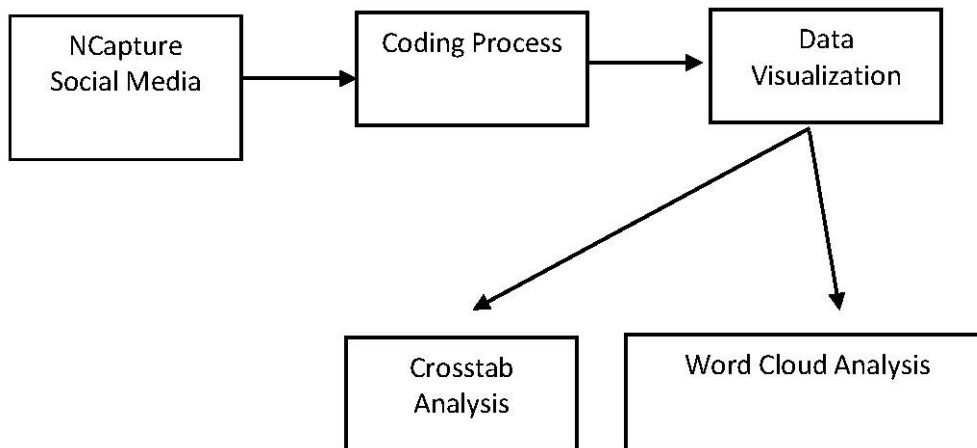 NCapture
Social Media
Coding Process
Data
Visualization
Crosstab
Analysis
Word Cloud Analysis